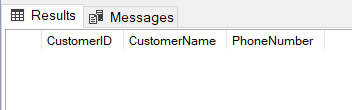 Results Messages
CustomerID CustomerName PhoneNumber